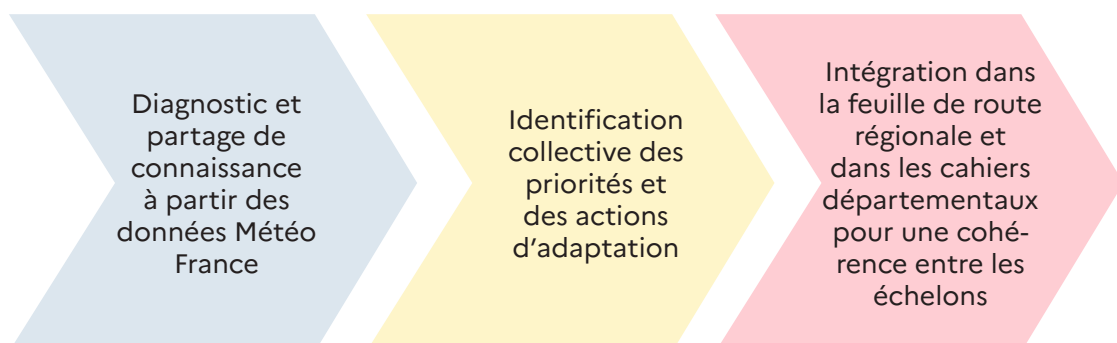 Diagnostic et
partage de
connaissance
à partir des
données Météo
France
Identification
collective des
priorités et
des actions
d’adaptation
Intégration dans
la feuille de route
régionale et
dans les cahiers
départementaux
pour une cohé-
rence entre les
échelons